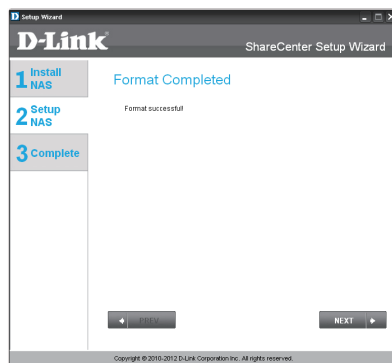 Setup Wizard
D-Link
ShareCenter Setup Wizard
1 Install
NAS
2 Setup
NAS
3 Complete
Format Completed
Format successful!
PREV
NEXT
Copyright © 2010-2012 D-Link Corporation Inc. All rights reserved.